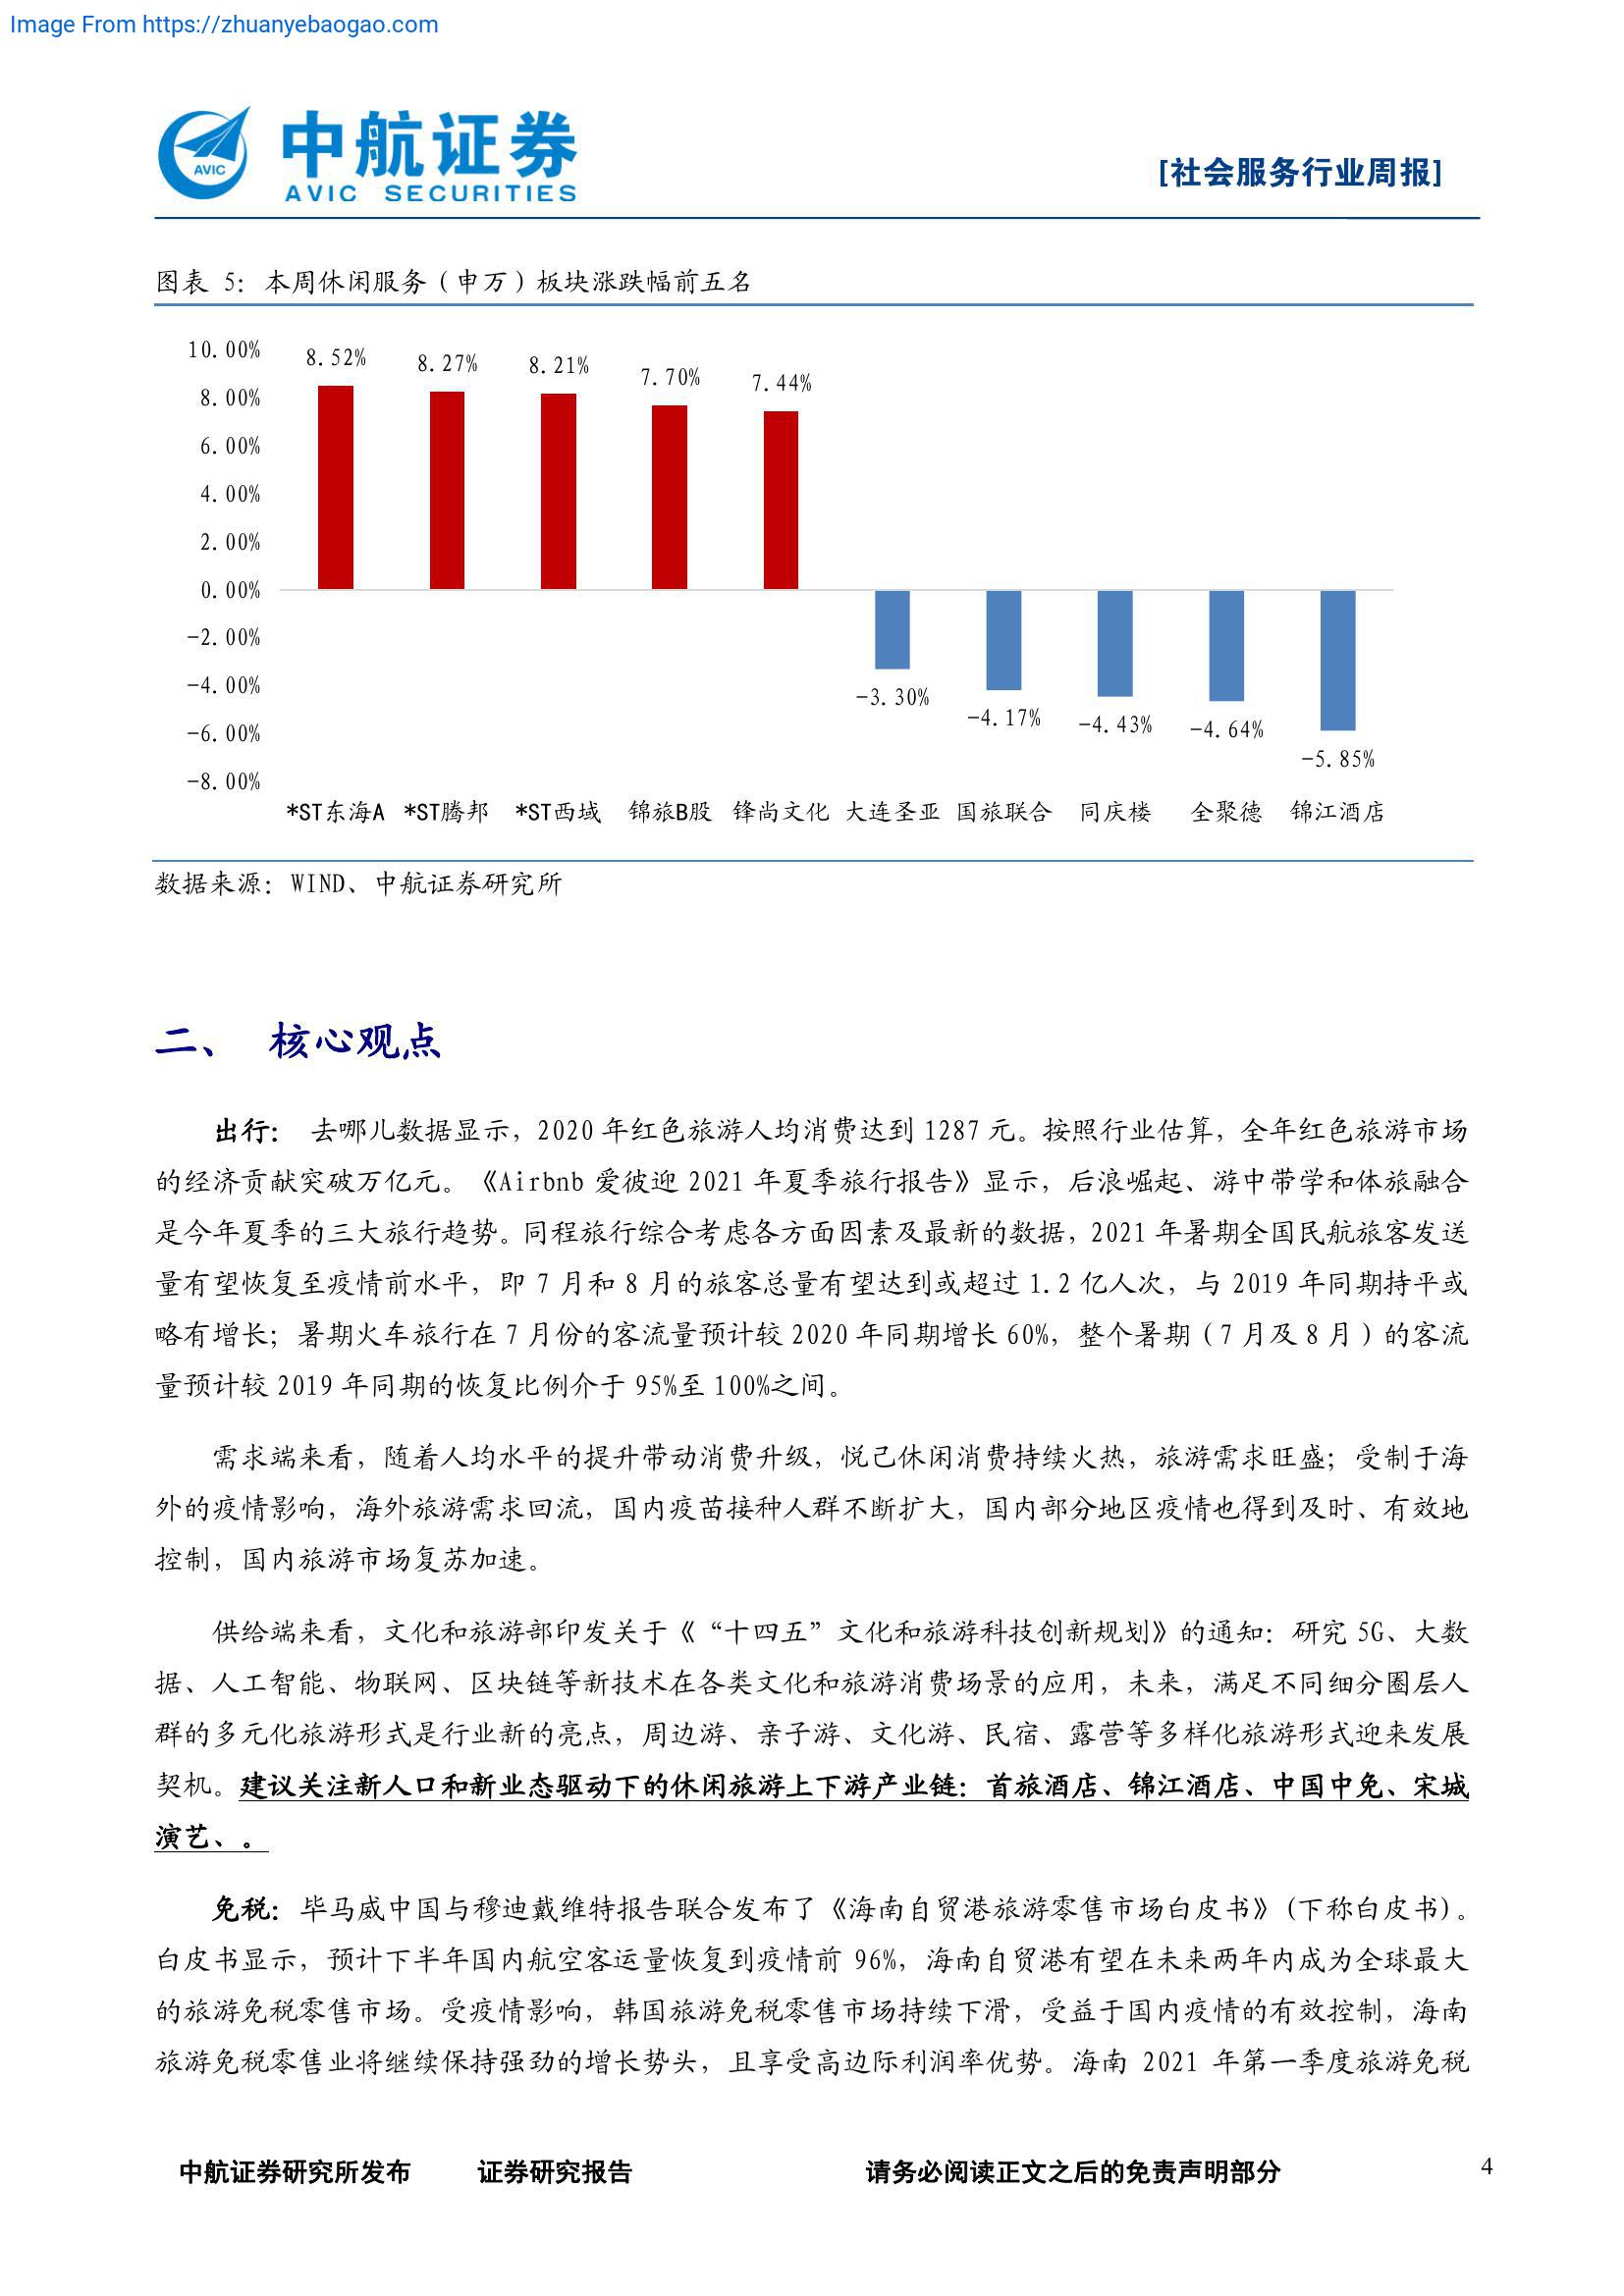 Image From https://zhuanyebaogao.com
AVIC
中航证券
AVIC SECURITIES
[社会服务行业周报]
图表 5：本周休闲服务（申万）板块涨跌幅前五名
10.00%
8.00%
6.00%
4.00%
2.00%
0.00%
-2.00%
-4.00%
-6.00%
-8.00%
8.52% 8.27% 8.21% 7.70% 7.44%
-3.30% -4.17% -4.43% -4.64% -5.85%
*ST东海A *ST腾邦 *ST西域 锦旅B股 锋尚文化 大连圣亚 国旅联合 同庆楼 全聚德 锦江酒店
数据来源：WIND、中航证券研究所
二、 核心观点
出行： 去哪儿数据显示，2020 年红色旅游人均消费达到 1287 元。按照行业估算，全年红色旅游市场
的经济贡献突破万亿元。《Airbnb 爱彼迎 2021 年夏季旅行报告》显示，后浪崛起、游中带学和体旅融合
是今年夏季的三大旅行趋势。同程旅行综合考虑各方面因素及最新的数据，2021 年暑期全国民航旅客发送
量有望恢复至疫情前水平，即 7 月和 8 月的旅客总量有望达到或超过 1.2 亿人次，与 2019 年同期持平或
略有增长；暑期火车旅行在 7 月份的客流量预计较 2020 年同期增长 60%，整个暑期（7 月及 8 月）的客流
量预计较 2019 年同期的恢复比例介于 95%至 100%之间。
需求端来看，随着人均水平的提升带动消费升级，悦己休闲消费持续火热，旅游需求旺盛；受制于海
外的疫情影响，海外旅游需求回流，国内疫苗接种人群不断扩大，国内部分地区疫情也得到及时、有效地
控制，国内旅游市场复苏加速。
供给端来看，文化和旅游部印发关于《“十四五”文化和旅游科技创新规划》的通知：研究 5G、大数
据、人工智能、物联网、区块链等新技术在各类文化和旅游消费场景的应用，未来，满足不同细分圈层人
群的多元化旅游形式是行业新的亮点，周边游、亲子游、文化游、民宿、露营等多样化旅游形式迎来发展
契机。建议关注新人口和新业态驱动下的休闲旅游上下游产业链：首旅酒店、锦江酒店、中国中免、宋城
演艺、。
免税：毕马威中国与穆迪戴维特报告联合发布了《海南自贸港旅游零售市场白皮书》(下称白皮书)。
白皮书显示，预计下半年国内航空客运量恢复到疫情前 96%，海南自贸港有望在未来两年内成为全球最大
的旅游免税零售市场。受疫情影响，韩国旅游免税零售市场持续下滑，受益于国内疫情的有效控制，海南
旅游免税零售业将继续保持强劲的增长势头，且享受高边际利润率优势。海南 2021 年第一季度旅游免税
中航证券研究所发布 证券研究报告 请务必阅读正文之后的免责声明部分 4